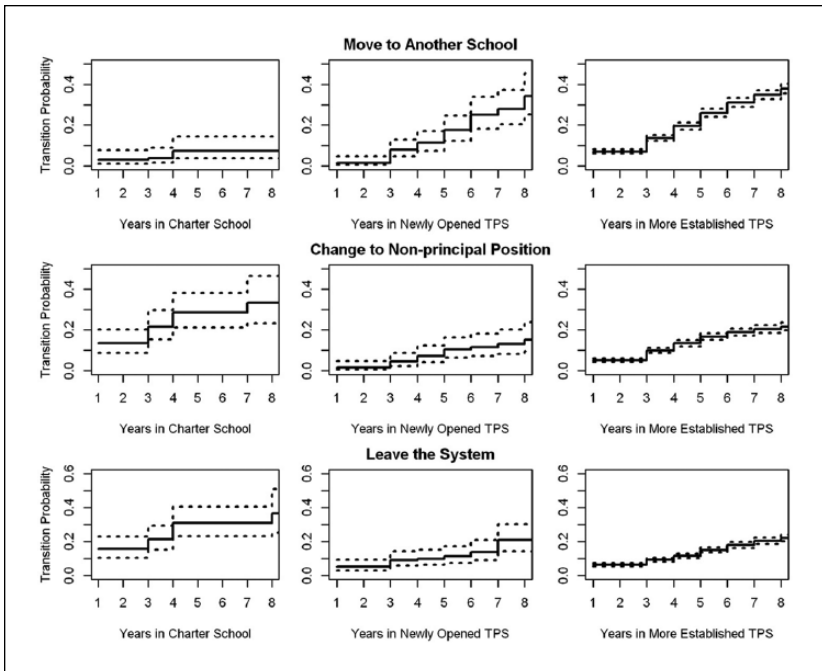 Move to Another School
Transition Probability
0.0 0.2 0.4
1 2 3 4 5 6 7 8
Years in Charter School
0.0 0.2 0.4
1 2 3 4 5 6 7 8
Years in Newly Opened TPS
0.0 0.2 0.4
1 2 3 4 5 6 7 8
Years in More Established TPS
Change to Non-principal Position
Transition Probability
0.0 0.2 0.4
1 2 3 4 5 6 7 8
Years in Charter School
0.0 0.2 0.4
1 2 3 4 5 6 7 8
Years in Newly Opened TPS
0.0 0.2 0.4
1 2 3 4 5 6 7 8
Years in More Established TPS
Leave the System
Transition Probability
0.0 0.2 0.4 0.6
1 2 3 4 5 6 7 8
Years in Charter School
0.0 0.2 0.4 0.6
1 2 3 4 5 6 7 8
Years in Newly Opened TPS
0.0 0.2 0.4 0.6
1 2 3 4 5 6 7 8
Years in More Established TPS